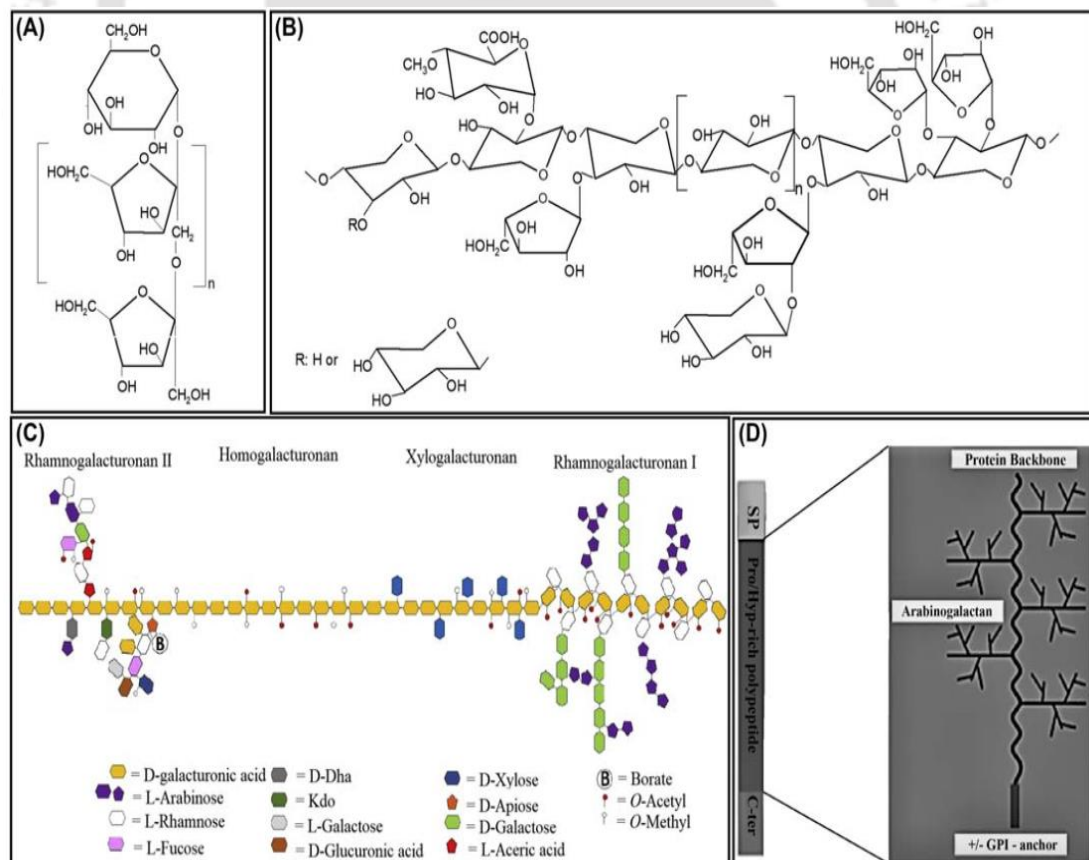 (A)
CH₂OH
O
OH
OH
OH
O
HOH₂C
O
HO
CH₂
OH
O
n
HOH₂C
O
HO
OH
CH₂OH
(B)
COOH
O
CH₃O
HO
OH
O
HO
O
O
O
OH
RO
O
O
O
OH
O
HOH₂C
OH
OH
OH
HO
O
O
n
HOH₂C
OH
O
HOH₂C
OH
OH
O
O
O
O
O
OH
O
O
O
O
OH
HOH₂C
O
O
HO
HO
OH
R: H or
O
HO
HO
OH
(C)
Rhamnogalacturonan II
Homogalacturonan
Xylogalacturonan
Rhamnogalacturonan I
B
= D-galacturonic acid
= L-Arabinose
= L-Rhamnose
= L-Fucose
= D-Dha
= Kdo
= L-Galactose
= D-Glucuronic acid
= D-Xylose
= D-Apiose
= D-Galactose
= L-Aceric acid
B = Borate
= O-Acetyl
= O-Methyl
(D)
SP
Pro/Hyp-rich polypeptide
C-ter
Protein Backbone
Arabinogalactan
+/- GPI - anchor